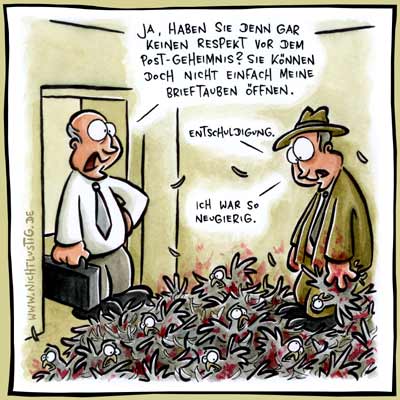 JA, HABEN SIE DENN GAR
KEINEN RESPEKT VOR DEM
POST-GEHEIMNIS? SIE KÖNNEN
DOCH NICHT EINFACH MEINE
BRIEFTAUBEN ÖFFNEN.
ENTSCHULDIGUNG.
ICH WAR SO
NEUGIERIG.
WWW.NICHTLUSTIG.DE